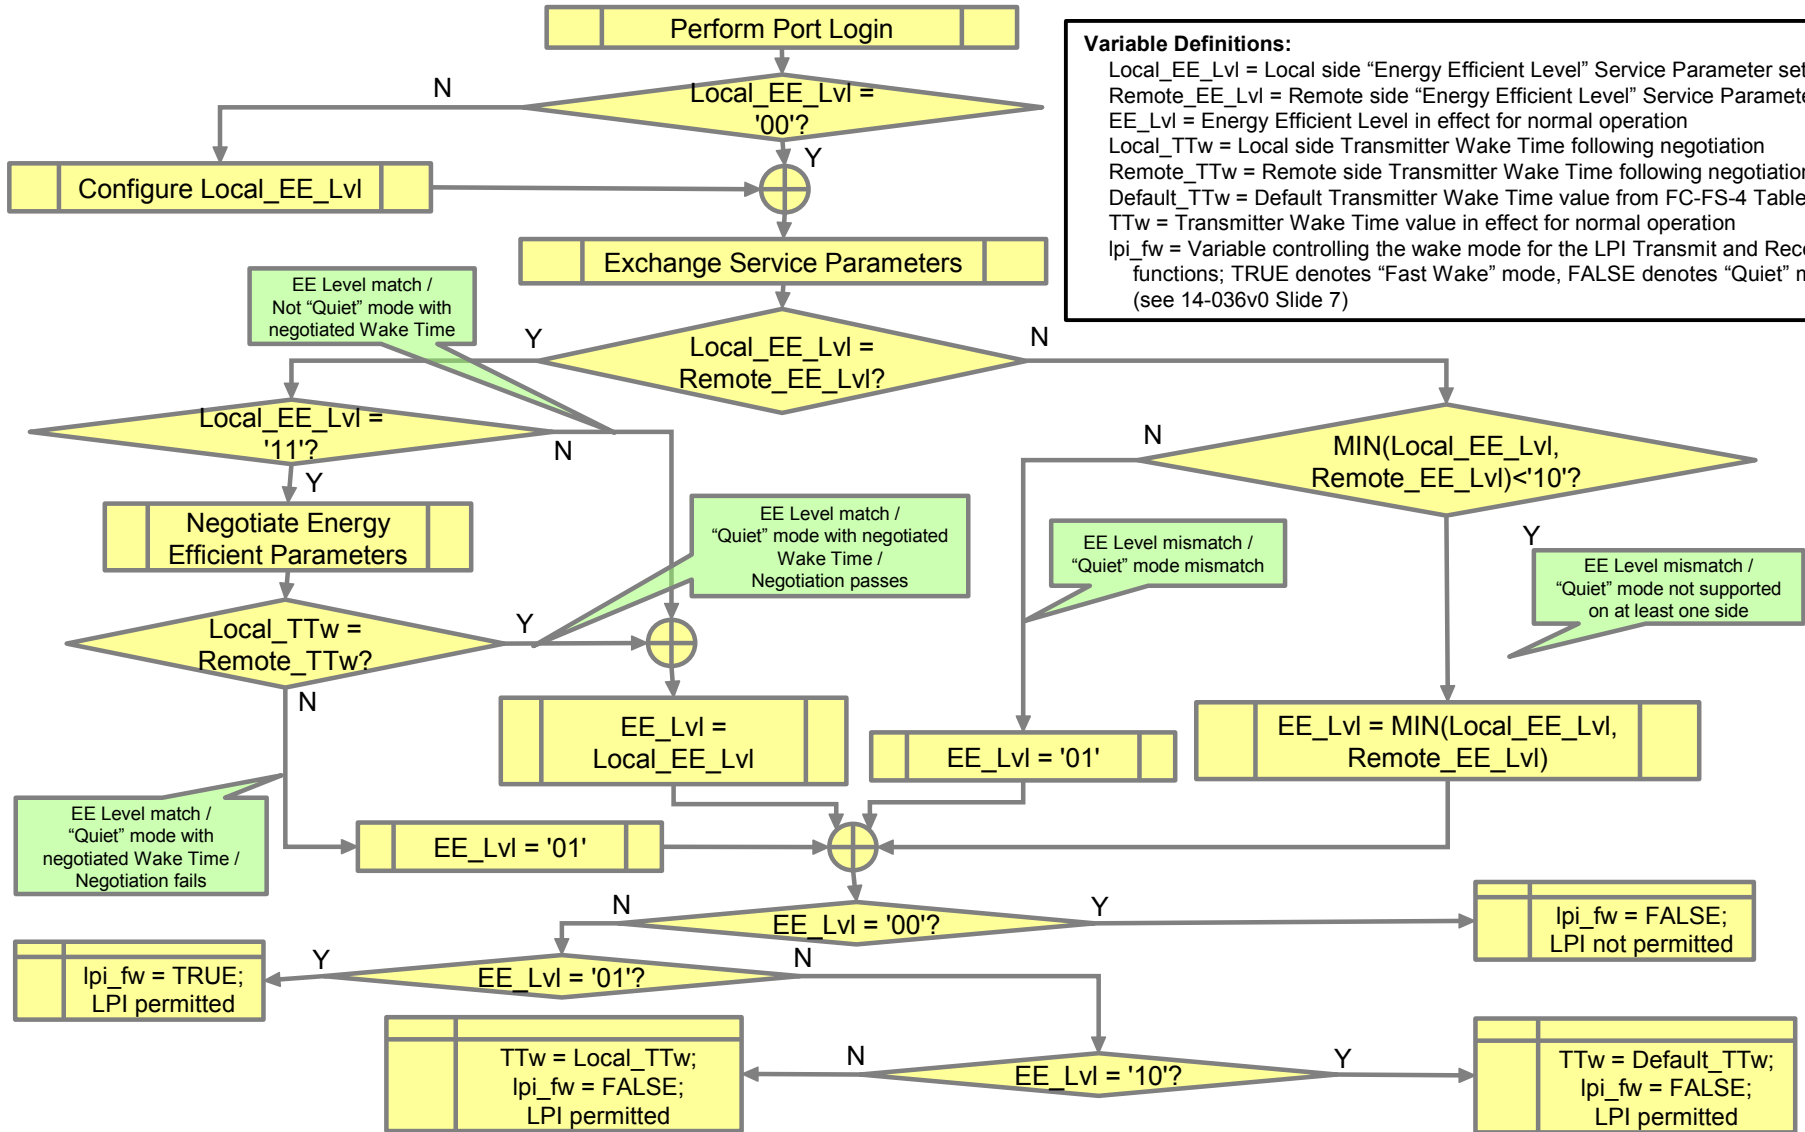 Perform Port Login
Variable Definitions:
Local_EE_Lvl = Local side “Energy Efficient Level” Service Parameter set
Remote_EE_Lvl = Remote side “Energy Efficient Level” Service
EE_Lvl = Energy Efficient Level in effect for normal operation
Local_TTw = Local side Transmitter Wake Time following negotiation
Remote_TTw = Remote side Transmitter Wake Time following negotiation
Default_TTw = Default Transmitter Wake Time value from FC-FS-4 Table
TTw = Transmitter Wake Time value in effect for normal operation
lpi_fw = Variable controlling the wake mode for the LPI Transmit and
functions; TRUE denotes “Fast Wake” mode, FALSE denotes “Quiet”
(see 14-036v0 Slide 7)
N
Local_EE_Lvl =
'00'?
Y
Configure Local_EE_Lvl
Exchange Service Parameters
EE Level match /
Not “Quiet” mode with
negotiated Wake Time
Y
Local_EE_Lvl =
Remote_EE_Lvl?
N
Local_EE_Lvl =
'11'?
N
Y
N
MIN(Local_EE_Lvl,
Remote_EE_Lvl)<'10'?
Y
Negotiate Energy
Efficient Parameters
EE Level match /
“Quiet” mode with negotiated
Wake Time /
Negotiation passes
EE Level mismatch /
“Quiet” mode mismatch
EE Level mismatch /
“Quiet” mode not supported
on at least one side
Local_TTw =
Remote_TTw?
Y
N
EE_Lvl =
Local_EE_Lvl
EE_Lvl = '01'
EE_Lvl = MIN(Local_EE_Lvl,
Remote_EE_Lvl)
EE Level match /
“Quiet” mode with
negotiated Wake Time /
Negotiation fails
EE_Lvl = '01'
N
EE_Lvl = '00'?
Y
lpi_fw = FALSE;
LPI not permitted
lpi_fw = TRUE;
LPI permitted
Y
EE_Lvl = '01'?
N
TTw = Local_TTw;
lpi_fw = FALSE;
LPI permitted
N
EE_Lvl = '10'?
Y
TTw = Default_TTw;
lpi_fw = FALSE;
LPI permitted